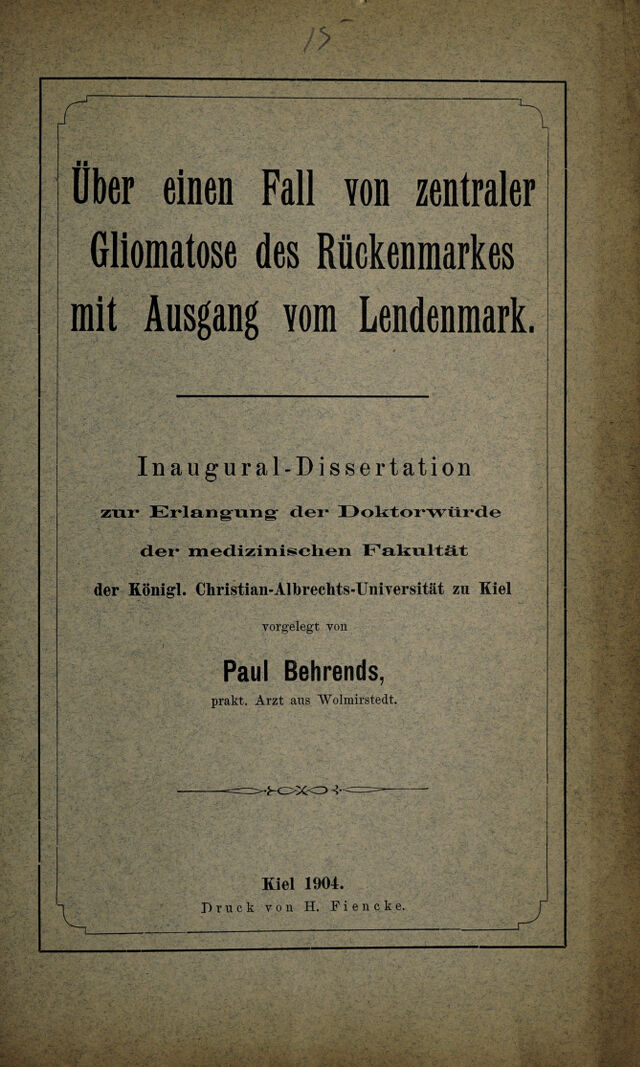 15
Über einen Fall von zentraler
Gliomatose des Rückenmarkes
mit Ausgang vom Lendenmark.
Inaugural-Dissertation
zur Erlangung der Doktorwürde
der medizinischen Fakultät
der Königl. Christian-Albrechts-Universität zu Kiel
vorgelegt von
Paul Behrends,
prakt. Arzt aus Wolmirstedt.
Kiel 1904.
Druck von H. Fiencke.